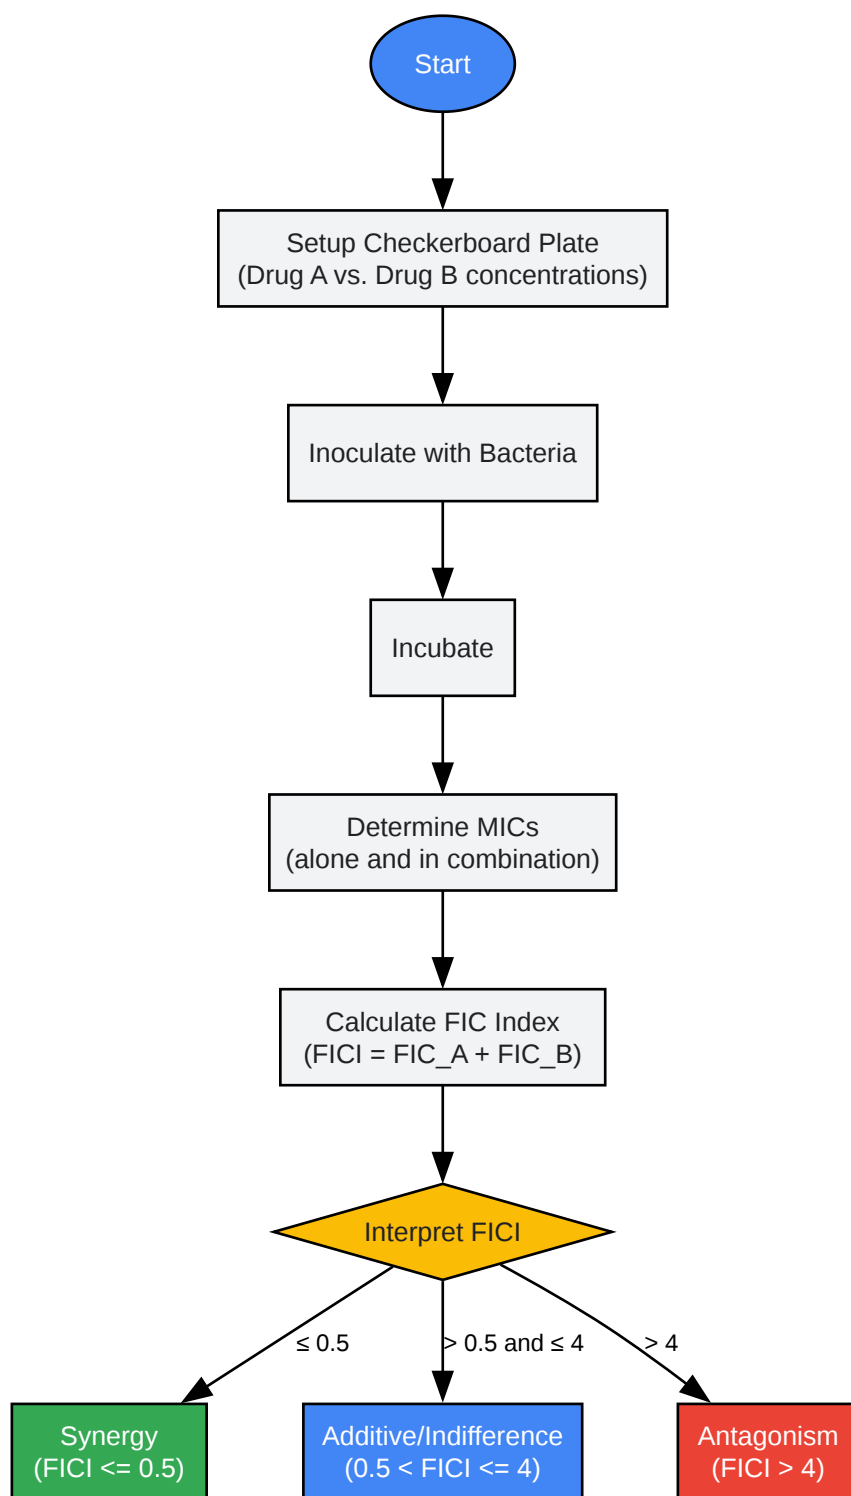 Start
Setup Checkerboard Plate
(Drug A vs. Drug B concentrations)
Inoculate with Bacteria
Incubate
Determine MICs
(alone and in combination)
Calculate FIC Index
(FICI = FIC_A + FIC_B)
Interpret FICI
≤ 0.5
> 0.5 and ≤ 4
> 4
Synergy
(FICI <= 0.5)
Additive/Indifference
(0.5 < FICI <= 4)
Antagonism
(FICI > 4)